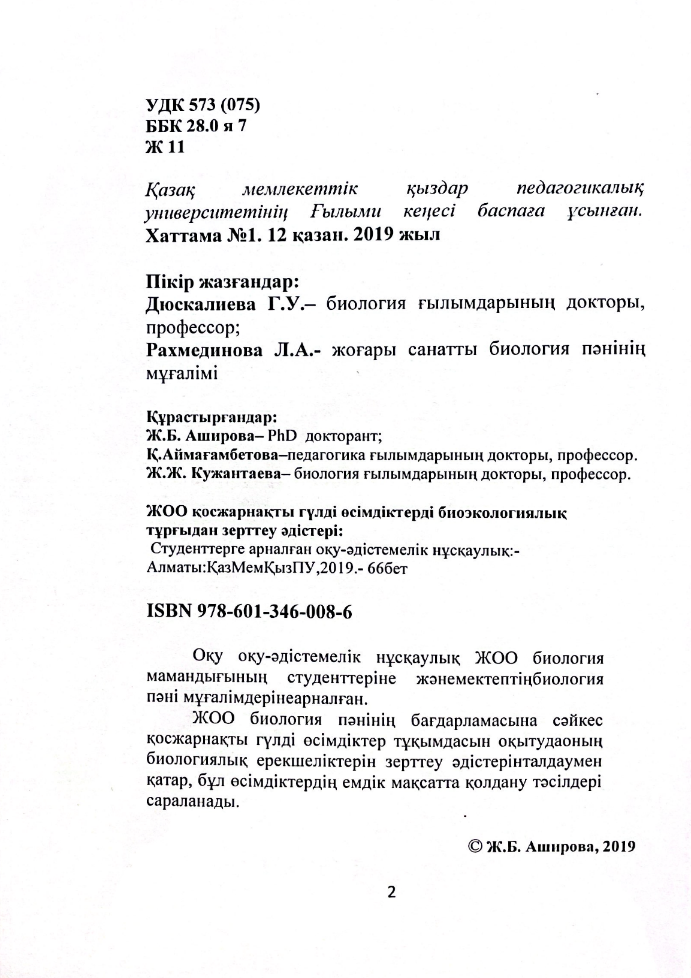 УДК 573 (075)
ББК 28.0 я 7
Ж 11
Қазақ мемлекеттік қыздар педагогикалық
университетінің Ғылыми кеңесі баспаға ұсынған.
Хаттама №1. 12 қазан. 2019 жыл
Пікір жазғандар:
Дюскалиева Г.У.– биология ғылымдарының докторы,
профессор;
Рахмединова Л.А.- жоғары санатты биология пәнінің
мұғалімі
Құрастырғандар:
Ж.Б. Аширова– PhD докторант;
Қ.Аймағамбетова–педагогика ғылымдарының докторы, профессор.
Ж.Ж. Кужантаева– биология ғылымдарының докторы, профессор.
ЖОО қосжарнақты гүлді өсімдіктерді биоэкологиялық
тұрғыдан зерттеу әдістері:
Студенттерге арналған оқу-әдістемелік нұсқаулық:-
Алматы:ҚазМемҚызПУ,2019.- 66бет
ISBN 978-601-346-008-6
Оқу оқу-әдістемелік нұсқаулық ЖОО биология
мамандығының студенттеріне жәнемектептіңбиология
пәні мұғалімдерінеарналған.
ЖОО биология пәнінің бағдарламасына сәйкес
қосжарнақты гүлді өсімдіктер тұқымдасын оқытудаоның
биологиялық ерекшеліктерін зерттеу әдістерінталдаумен
қатар, бұл өсімдіктердің емдік мақсатта қолдану тәсілдері
сараланады.
© Ж.Б. Аширова, 2019
2